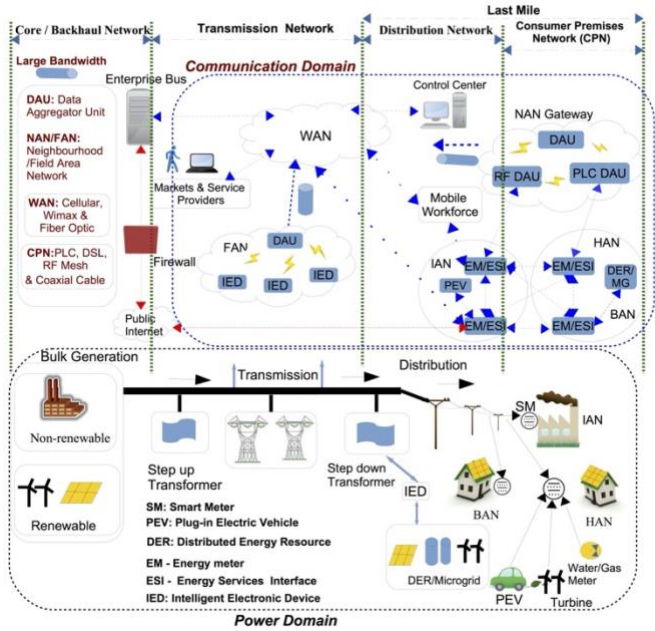 Last Mile
Core / Backhaul Network
Transmission Network
Distribution Network
Consumer Premises
Network (CPN)
Large Bandwidth
Enterprise Bus
Communication Domain
Control Center
DAU: Data
Aggregator Unit
NAN/FAN:
Neighbourhood
/Field Area
Network
WAN: Cellular,
Wimax &
Fiber Optic
CPN:PLC, DSL,
RF Mesh
& Coaxial Cable
WAN
NAN Gateway
DAU
RF DAU
PLC DAU
Markets & Service
Providers
Mobile
Workforce
Firewall
FAN
DAU
IED
IED
IED
IAN
EM/ESI
PEV
EM/ESI
HAN
EM/ESI
DER/
MG
EM/ESI
BAN
Public
Internet
Bulk Generation
Transmission
Distribution
Non-renewable
Renewable
Step up
Transformer
Step down
Transformer
SM
IAN
IED
BAN
HAN
SM: Smart Meter
PEV: Plug-in Electric Vehicle
DER: Distributed Energy Resource
EM - Energy meter
ESI - Energy Services Interface
IED: Intelligent Electronic Device
DER/Microgrid
PEV
Turbine
Water/Gas
Meter
Power Domain